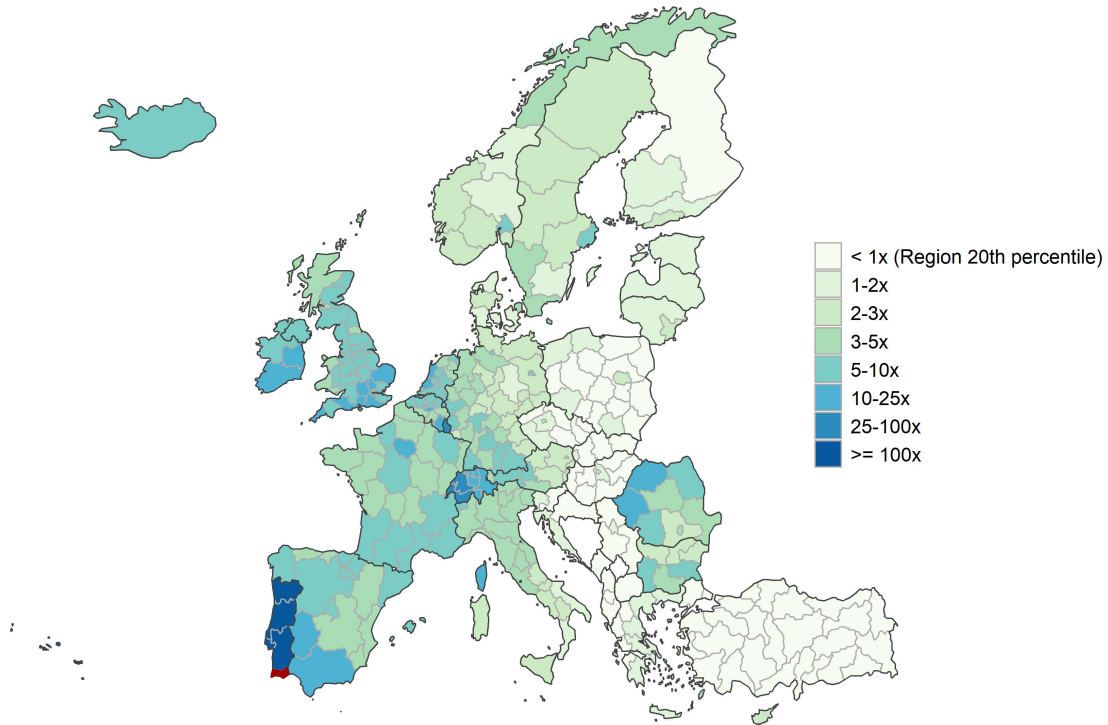 < 1x (Region 20th percentile)
1-2x
2-3x
3-5x
5-10x
10-25x
25-100x
>= 100x